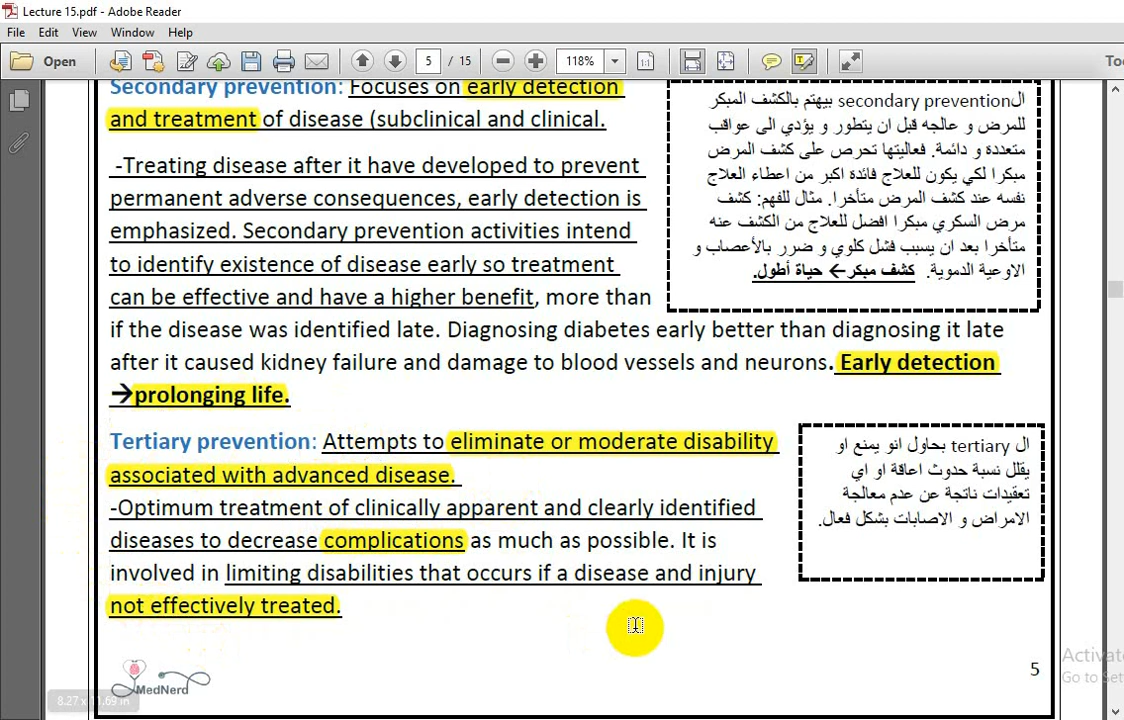 Lecture 15.pdf - Adobe Reader
File Edit View Window Help
Open 5 / 15 118% To
Secondary prevention: Focuses on early detection
and treatment of disease (subclinical and clinical.
-Treating disease after it have developed to prevent
permanent adverse consequences, early detection is
emphasized. Secondary prevention activities intend
to identify existence of disease early so treatment
can be effective and have a higher benefit, more than
if the disease was identified late. Diagnosing diabetes early better than diagnosing it late
after it caused kidney failure and damage to blood vessels and neurons. Early detection
→prolonging life.
الsecondary prevention بيهتم بالكشف المبكر
للمرض و عالجه قبل ان يتطور و يؤدي الى عواقب
متعددة و دائمة. فعاليتها تحرص على كشف المرض
مبكرا لكي يكون للعلاج فائدة اكبر من اعطاء العلاج
نفسه عند كشف المرض متأخرا. مثال للفهم: كشف
مرض السكري مبكرا افضل للعلاج من الكشف عنه
متأخرا بعد ان يسبب فشل كلوي و ضرر بالأعصاب و
الاوعية الدموية. كشف مبكر← حياة أطول.
Tertiary prevention: Attempts to eliminate or moderate disability
associated with advanced disease.
-Optimum treatment of clinically apparent and clearly identified
diseases to decrease complications as much as possible. It is
involved in limiting disabilities that occurs if a disease and injury
not effectively treated.
ال tertiary بحاول انو يمنع او
يقلل نسبة حدوث اعاقة او اي
تعقيدات ناتجة عن عدم معالجة
الامراض و الاصابات بشكل فعال.
5
MedNerd
8.27 x 11.69 in
Activat
Go to Set